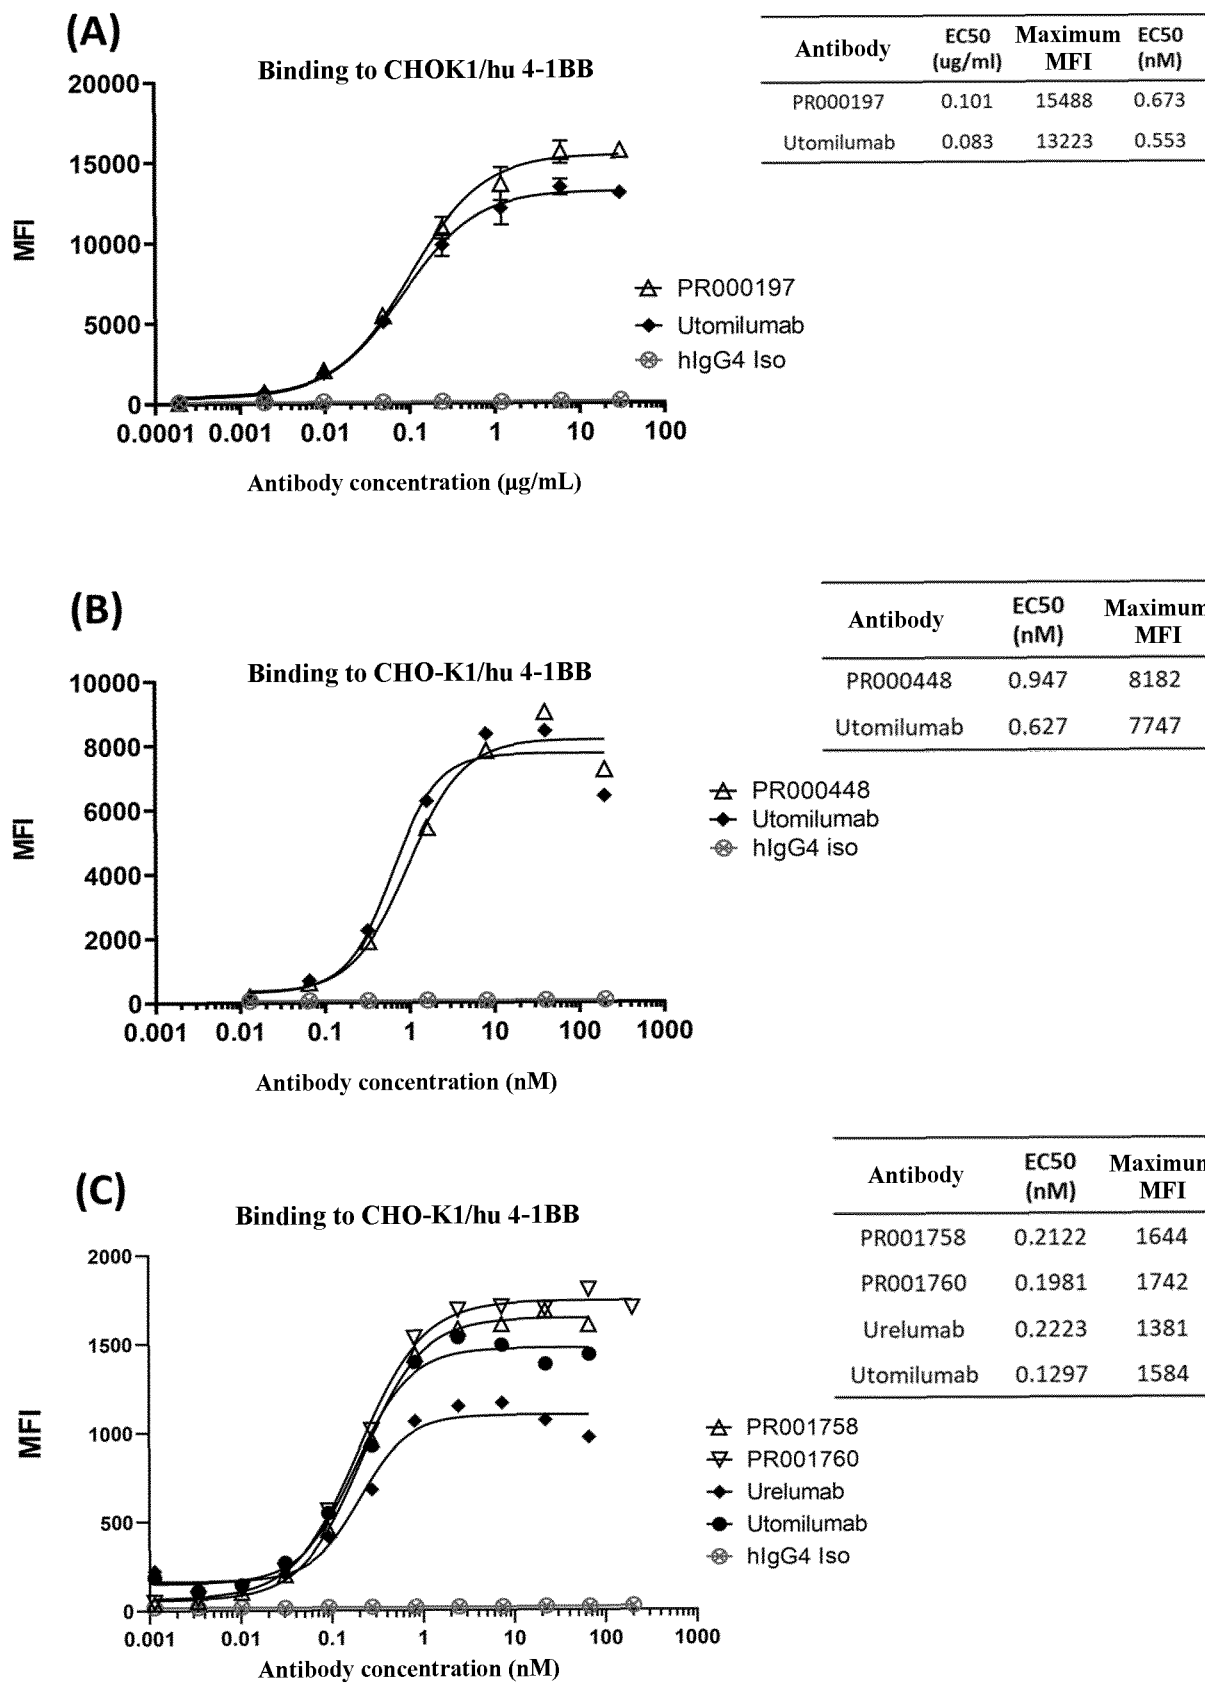 (A)
Binding to CHOK1/hu 4-1BB
20000
15000
10000
5000
0
MFI
0.0001 0.001 0.01 0.1 1 10 100
Antibody concentration (μg/mL)
PR000197
Utomilumab
hIgG4 Iso
Antibody EC50 (ug/ml) Maximum MFI EC50 (nM)
PR000197 0.101 15488 0.673
Utomilumab 0.083 13223 0.553
(B)
Binding to CHO-K1/hu 4-1BB
10000
8000
6000
4000
2000
0
MFI
0.001 0.01 0.1 1 10 100 1000
Antibody concentration (nM)
PR000448
Utomilumab
hIgG4 iso
Antibody EC50 (nM) Maximum MFI
PR000448 0.947 8182
Utomilumab 0.627 7747
(C)
Binding to CHO-K1/hu 4-1BB
2000
1500
1000
500
0
MFI
0.001 0.01 0.1 1 10 100 1000
Antibody concentration (nM)
PR001758
PR001760
Urelumab
Utomilumab
hIgG4 Iso
Antibody EC50 (nM) Maximum MFI
PR001758 0.2122 1644
PR001760 0.1981 1742
Urelumab 0.2223 1381
Utomilumab 0.1297 1584